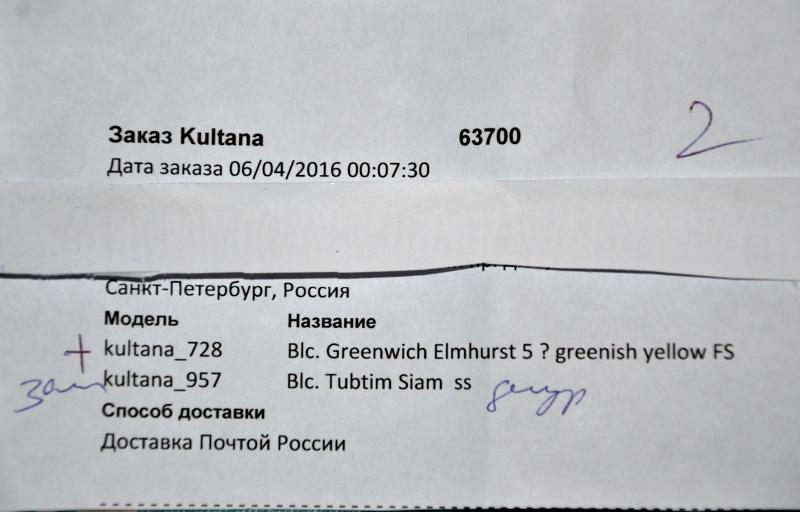 Заказ Kultana 63700 2
Дата заказа 06/04/2016 00:07:30
Санкт-Петербург, Россия
Модель Название
+ kultana_728 Blc. Greenwich Elmhurst 5 ? greenish yellow FS
зам kultana_957 Blc. Tubtim Siam ss
Способ доставки
Доставка Почтой России